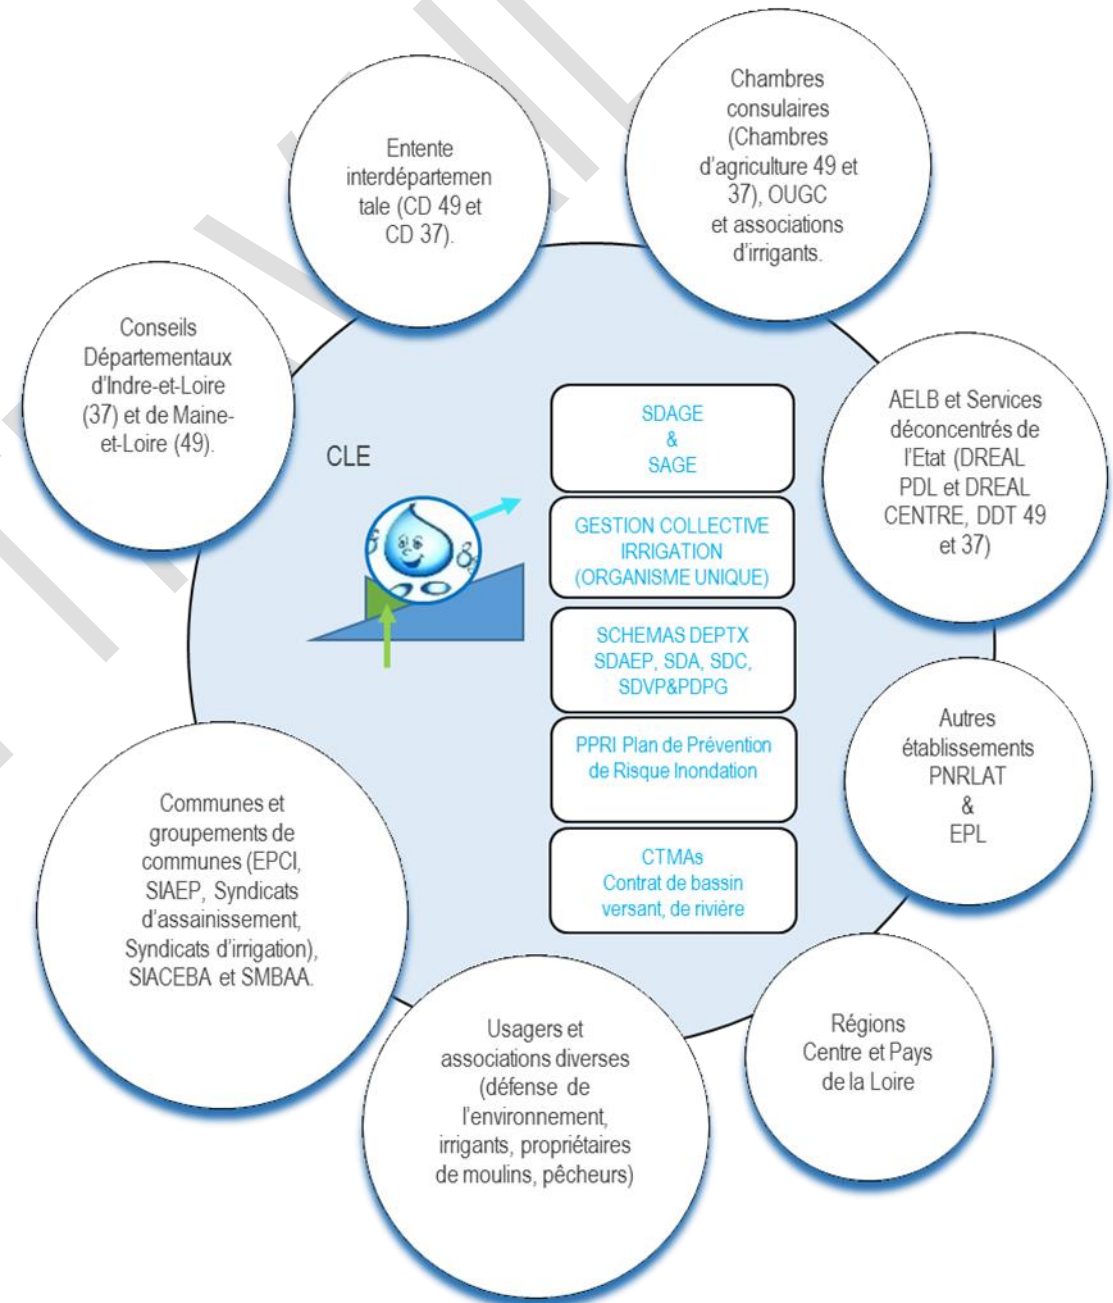 Chambres
consulaires
(Chambres
d'agriculture 49 et
37), OUGC
et associations
d'irrigants.
Entente
interdépartemen
tale (CD 49 et
CD 37).
Conseils
Départementaux
d'Indre-et-Loire
(37) et de Maine-
et-Loire (49).
AELB et Services
déconcentrés de
l'Etat (DREAL
PDL et DREAL
CENTRE, DDT 49
et 37)
CLE
SDAGE
&
SAGE
GESTION COLLECTIVE
IRRIGATION
(ORGANISME UNIQUE)
SCHEMAS DEPTX
SDAEP, SDA, SDC,
SDVP&PDPG
PPRI Plan de Prévention
de Risque Inondation
CTMAs
Contrat de bassin
versant, de rivière
Autres
établissements
PNRLAT
&
EPL
Communes et
groupements de
communes (EPCI,
SIAEP, Syndicats
d'assainissement,
Syndicats d'irrigation),
SIACEBA et SMBAA.
Usagers et
associations diverses
(défense de
l'environnement,
irrigants, propriétaires
de moulins, pêcheurs)
Régions
Centre et Pays
de la Loire